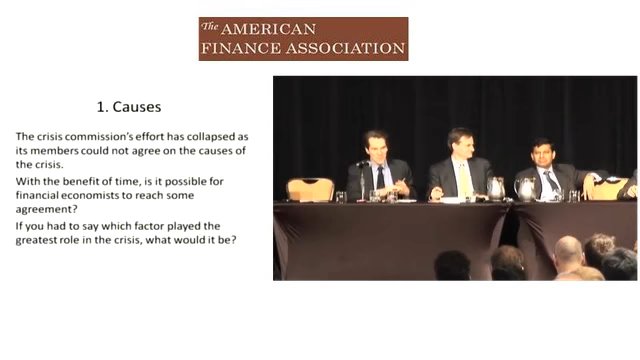 The AMERICAN
FINANCE ASSOCIATION
1. Causes
The crisis commission's effort has collapsed as
its members could not agree on the causes of
the crisis.
With the benefit of time, is it possible for
financial economists to reach some
agreement?
If you had to say which factor played the
greatest role in the crisis, what would it be?